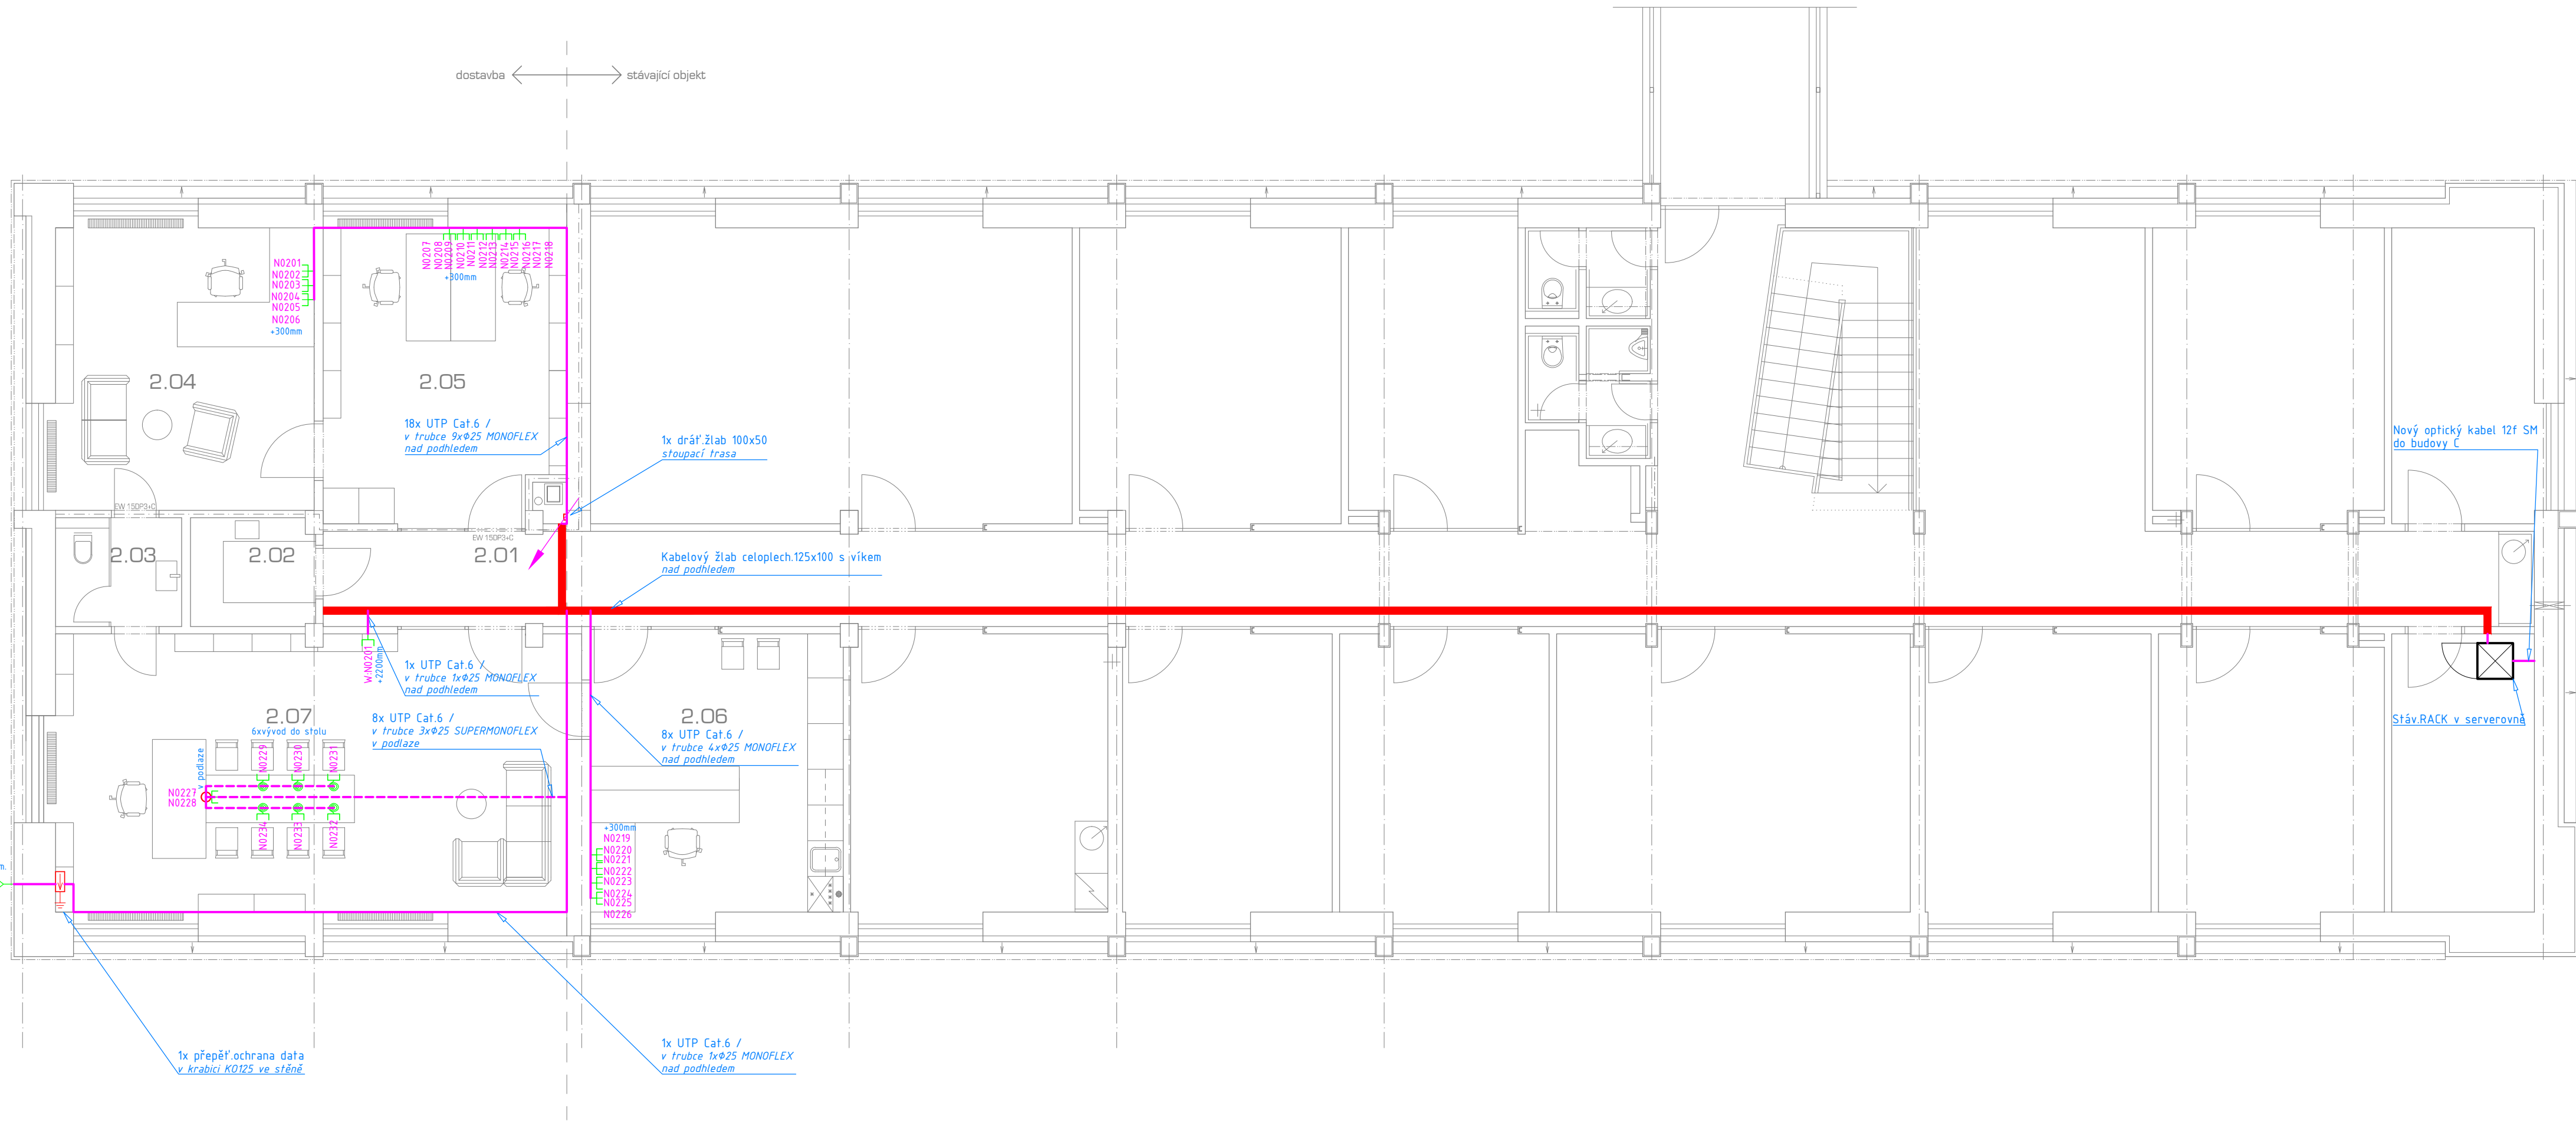 dostavba
stávající objekt
N0201
N0202
N0203
N0204
N0205
N0206
+300mm
N0207
N0208
N0209
N0210
N0211
N0212
N0213
N0214
N0215
N0216
N0217
N0218
+300mm
2.04
2.05
18x UTP Cat.6 /
v trubce 9xΦ25 MONOFLEX
nad podhledem
1x drát'.žlab 100x50
stoupací trasa
Nový optický kabel 12f SM
do budovy C
EW 15DP3+C
2.03
2.02
2.01
EW 15DP3+C
Kabelový žlab celoplech.125x100 s víkem
nad podhledem
W:N0201
+2200mm
1x UTP Cat.6 /
v trubce 1xΦ25 MONOFLEX
nad podhledem
2.07
6xvývod do stolu
8x UTP Cat.6 /
v trubce 3xΦ25 SUPERMONOFLEX
v podlaze
2.06
8x UTP Cat.6 /
v trubce 4xΦ25 MONOFLEX
nad podhledem
Stáv.RACK v serverovně
v podlaze
N0229
N0230
N0231
N0227
N0228
N0234
N0233
N0232
+300mm
N0219
N0220
N0221
N0222
N0223
N0224
N0225
N0226
m.
1x přepěť.ochrana data
v krabici KO125 ve stěně
1x UTP Cat.6 /
v trubce 1xΦ25 MONOFLEX
nad podhledem